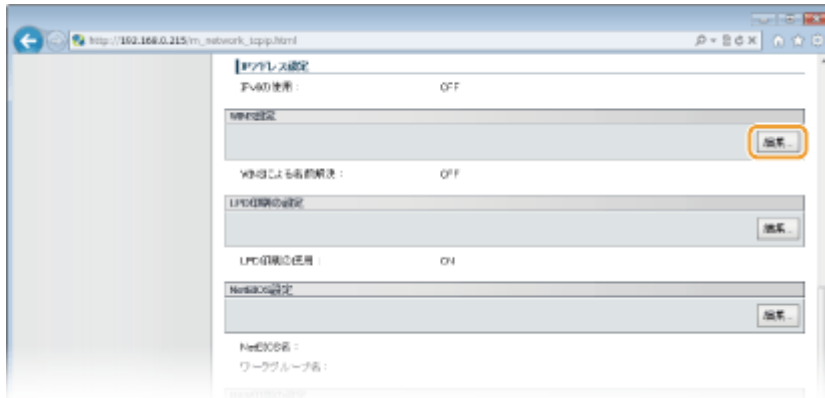 http://192.168.0.215/m_network_tcpip.html
IPアドレス設定
IPv6の使用: OFF
WINS設定
編集...
WINSによる名前解決: OFF
LPD印刷の設定
編集...
LPD印刷の使用: ON
NetBIOS設定
編集...
NetBIOS名:
ワークグループ名: